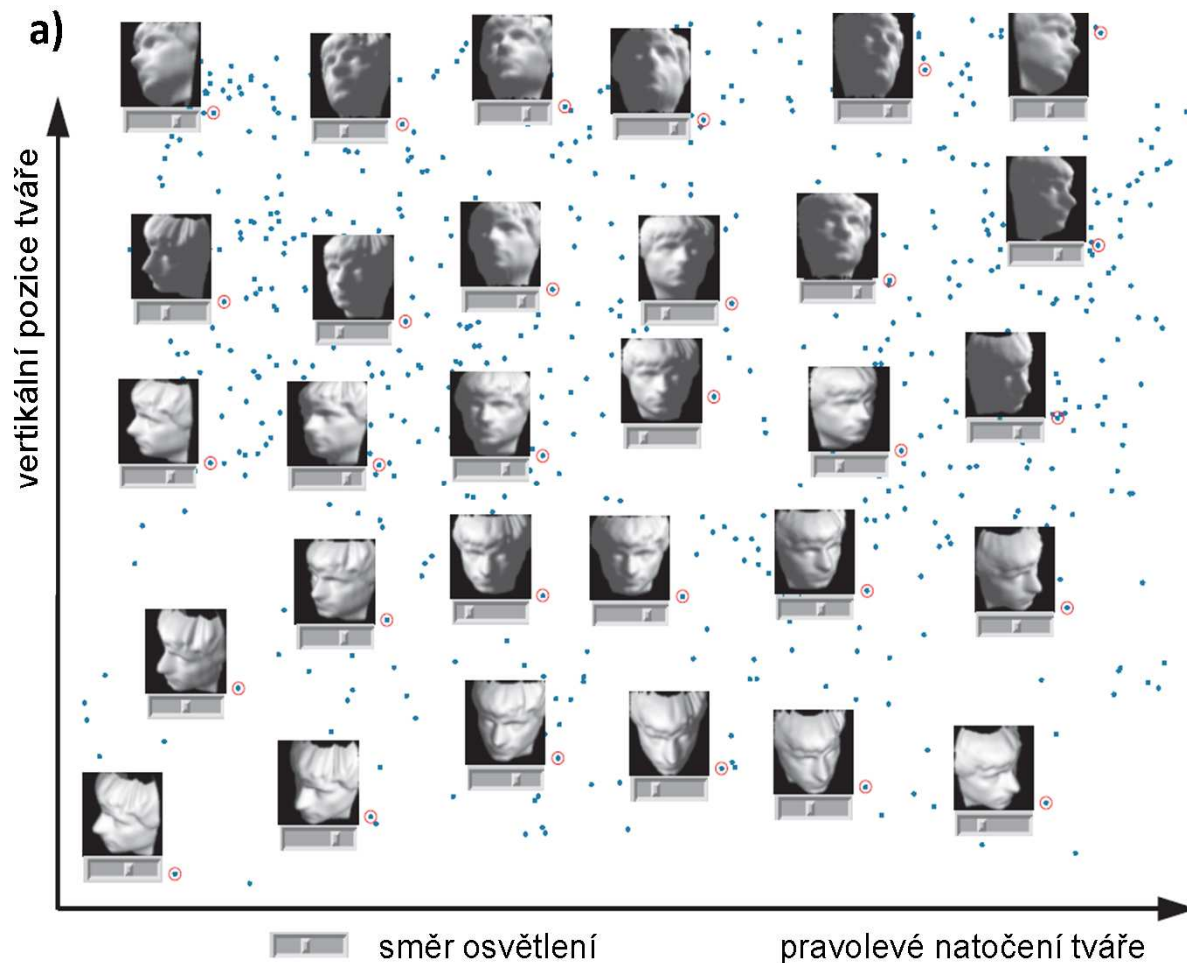 a)
vertikální pozice tváře
směr osvětlení
pravolevé natočení tváře